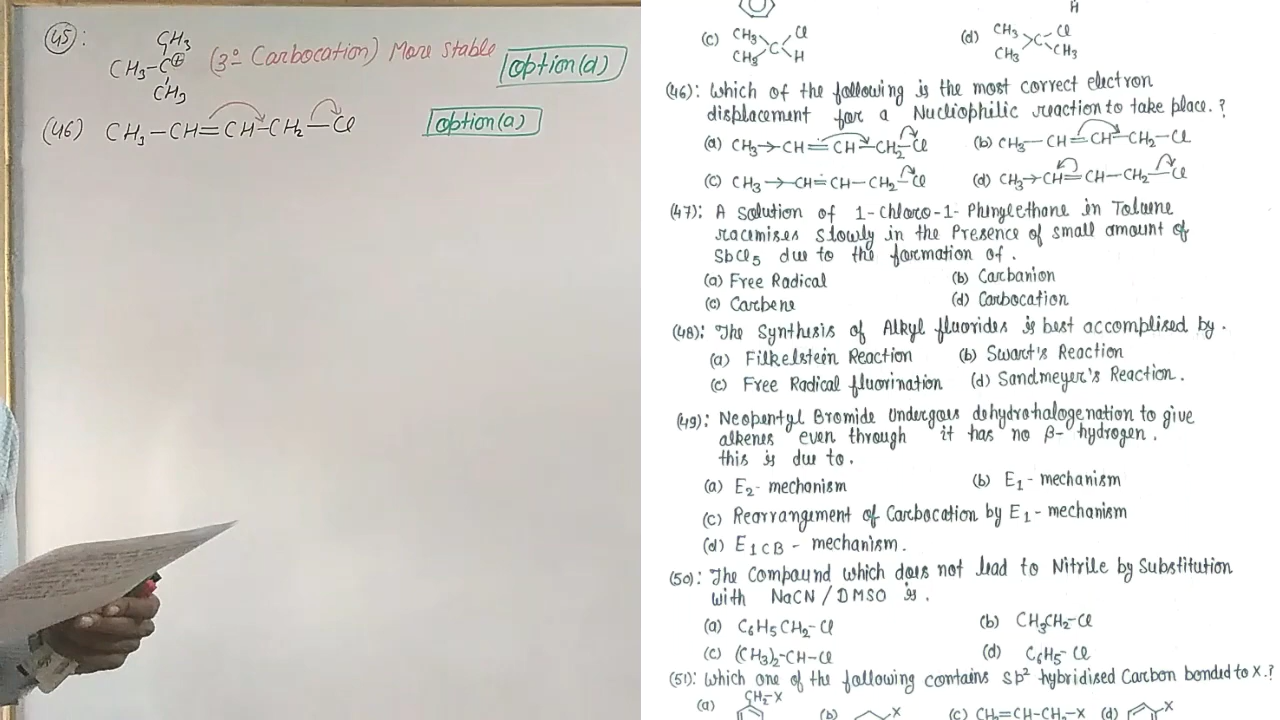 (45):
CH3
CH3-C⊕ (3° Carbocation) More Stable option(d)
CH3
(46) CH3-CH=CH-CH2-Cl option(a)
H
(c) CH3 Cl
C
CH3 H
(d) CH3 Cl
C
CH3 CH3
(46): Which of the following is the most correct electron
displacement for a Nucliophilic reaction to take place.?
(a) CH3→CH=CH-CH2-Cl (b) CH3-CH=CH-CH2-Cl
(c) CH3→CH=CH-CH2-Cl (d) CH3→CH=CH-CH2-Cl
(47): A Solution of 1-Chloro-1-Phenylethane in Toluene
racemises slowly in the Presence of small amount of
SbCl5 due to the formation of.
(a) Free Radical (b) Carbanion
(c) Carbene (d) Carbocation
(48): The Synthesis of Alkyl fluorides is best accomplised by.
(a) Filkelstein Reaction (b) Swart's Reaction
(c) Free Radical fluorination (d) Sandmeyer's Reaction.
(49): Neopentyl Bromide Undergoes dehydrohalogenation to give
alkenes even through it has no β- hydrogen.
this is due to.
(a) E2- mechanism (b) E1- mechanism
(c) Rearrangement of Carbocation by E1- mechanism
(d) E1CB- mechanism.
(50): The Compound which does not lead to Nitrile by Substitution
with NaCN/DMSO is.
(a) C6H5CH2-Cl (b) CH3CH2-Cl
(c) (CH3)2-CH-Cl (d) C6H5-Cl
(51): Which one of the following contains sp2 hybridised Carbon bonded to X.?
(a) CH2-X (b) X (c) CH2=CH-CH2-X (d) X